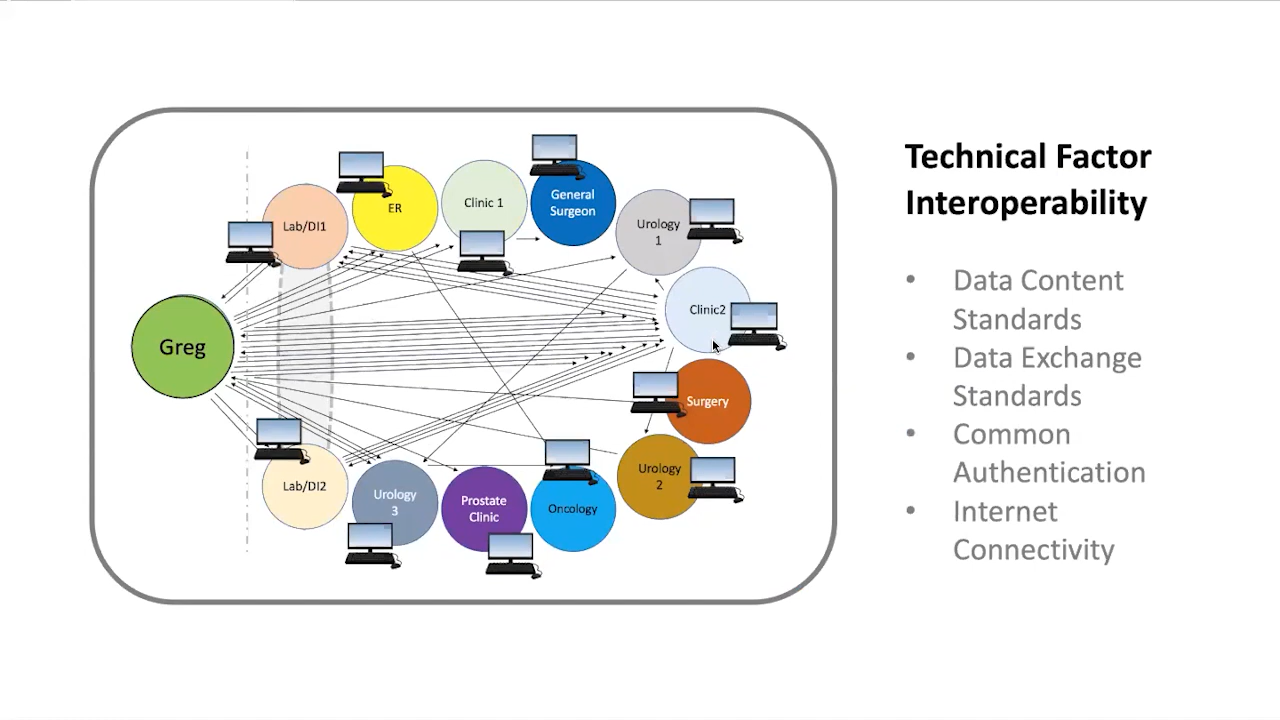 Technical Factor
Interoperability
• Data Content
Standards
• Data Exchange
Standards
• Common
Authentication
• Internet
Connectivity
Greg
Lab/DI1
ER
Clinic 1
General
Surgeon
Urology
1
Clinic2
Surgery
Urology
2
Oncology
Prostate
Clinic
Urology
3
Lab/DI2